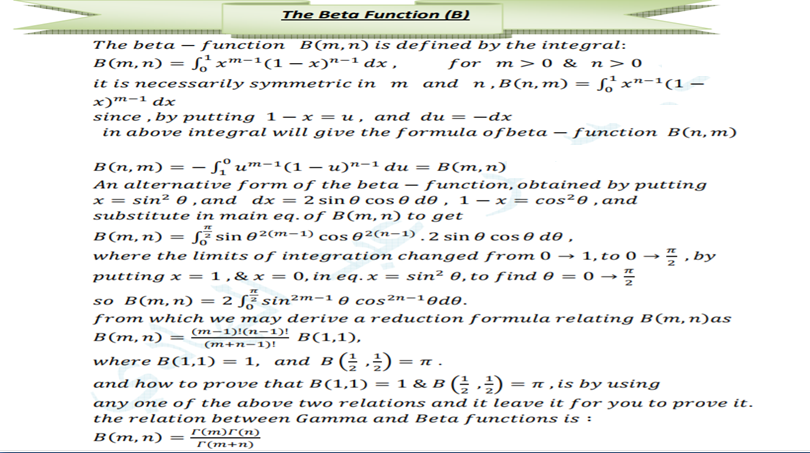 The Beta Function (B)
The beta − function B(m,n) is defined by the integral:
B(m,n) = ∫₀¹ xᵐ⁻¹(1 − x)ⁿ⁻¹ dx , for m > 0 & n > 0
it is necessarily symmetric in m and n , B(n,m) = ∫₀¹ xⁿ⁻¹(1 −
x)ᵐ⁻¹ dx
since , by putting 1 − x = u , and du = −dx
in above integral will give the formula of beta − function B(n,m)
B(n,m) = − ∫₁⁰ uᵐ⁻¹(1 − u)ⁿ⁻¹ du = B(m,n)
An alternative form of the beta − function, obtained by putting
x = sin² θ , and dx = 2 sin θ cos θ dθ , 1 − x = cos²θ , and
substitute in main eq. of B(m,n) to get
B(m,n) = ∫₀^(π/2) sin θ^(2(m−1)) cos θ^(2(n−1)) . 2 sin θ cos θ dθ ,
where the limits of integration changed from 0 → 1, to 0 → π/2 , by
putting x = 1 , & x = 0, in eq. x = sin² θ, to find θ = 0 → π/2
so B(m,n) = 2 ∫₀^(π/2) sin²ᵐ⁻¹ θ cos²ⁿ⁻¹θdθ.
from which we may derive a reduction formula relating B(m,n)as
B(m,n) = (m−1)!(n−1)!/(m+n−1)! B(1,1),
where B(1,1) = 1, and B (1/2 , 1/2) = π .
and how to prove that B(1,1) = 1 & B (1/2 , 1/2) = π , is by using
any one of the above two relations and it leave it for you to prove it.
the relation between Gamma and Beta functions is :
B(m,n) = Γ(m)Γ(n)/Γ(m+n)